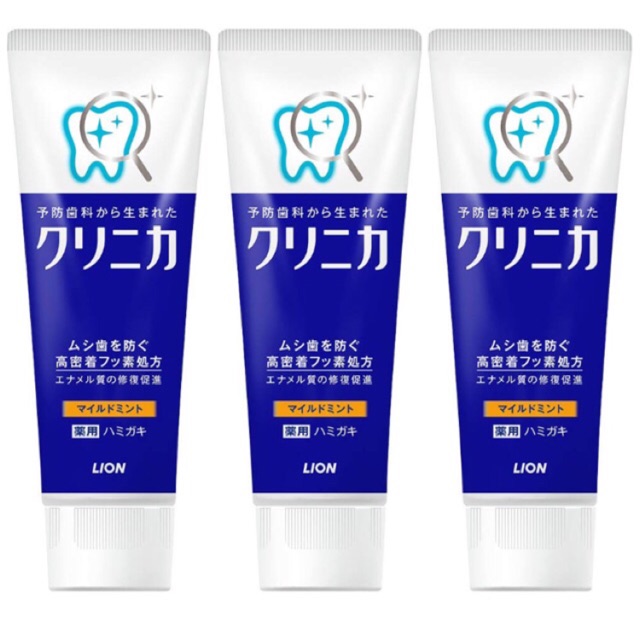 予防歯科から生まれた
クリニカ
ムシ歯を防ぐ
高密着フッ素処方
エナメル質の修復促進
マイルドミント
薬用 ハミガキ
LION
予防歯科から生まれた
クリニカ
ムシ歯を防ぐ
高密着フッ素処方
エナメル質の修復促進
マイルドミント
薬用 ハミガキ
LION
予防歯科から生まれた
クリニカ
ムシ歯を防ぐ
高密着フッ素処方
エナメル質の修復促進
マイルドミント
薬用 ハミガキ
LION